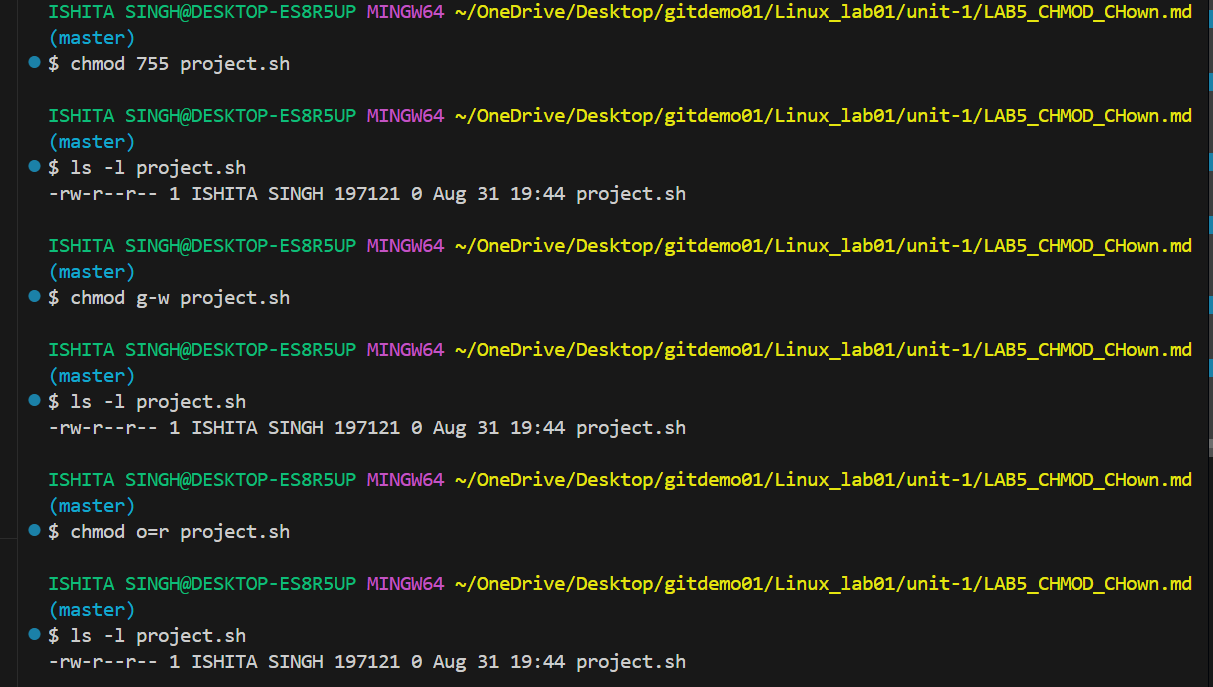 ISHITA SINGH@DESKTOP-ES8R5UP MINGW64 ~/OneDrive/Desktop/gitdemo01/Linux_lab01/unit-1/LAB5_CHMOD_CHown.md
(master)
$ chmod 755 project.sh
ISHITA SINGH@DESKTOP-ES8R5UP MINGW64 ~/OneDrive/Desktop/gitdemo01/Linux_lab01/unit-1/LAB5_CHMOD_CHown.md
(master)
$ ls -l project.sh
-rw-r--r-- 1 ISHITA SINGH 197121 0 Aug 31 19:44 project.sh
ISHITA SINGH@DESKTOP-ES8R5UP MINGW64 ~/OneDrive/Desktop/gitdemo01/Linux_lab01/unit-1/LAB5_CHMOD_CHown.md
(master)
$ chmod g-w project.sh
ISHITA SINGH@DESKTOP-ES8R5UP MINGW64 ~/OneDrive/Desktop/gitdemo01/Linux_lab01/unit-1/LAB5_CHMOD_CHown.md
(master)
$ ls -l project.sh
-rw-r--r-- 1 ISHITA SINGH 197121 0 Aug 31 19:44 project.sh
ISHITA SINGH@DESKTOP-ES8R5UP MINGW64 ~/OneDrive/Desktop/gitdemo01/Linux_lab01/unit-1/LAB5_CHMOD_CHown.md
(master)
$ chmod o=r project.sh
ISHITA SINGH@DESKTOP-ES8R5UP MINGW64 ~/OneDrive/Desktop/gitdemo01/Linux_lab01/unit-1/LAB5_CHMOD_CHown.md
(master)
$ ls -l project.sh
-rw-r--r-- 1 ISHITA SINGH 197121 0 Aug 31 19:44 project.sh